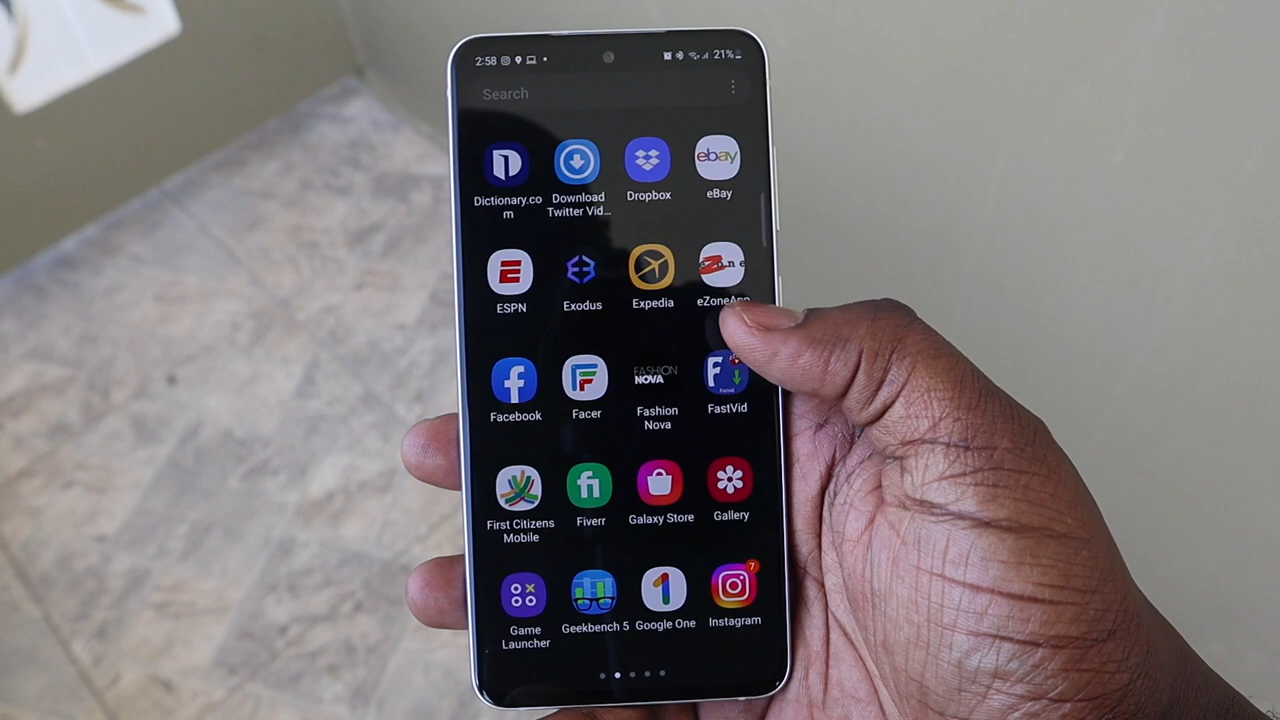 2:58
21%
Search
ebay
Dictionary.co
m
Download
Twitter Vid...
Dropbox
eBay
eZone
ESPN
Exodus
Expedia
eZoneApp
FASHION
NOVA
Facebook
Facer
Fashion
Nova
FastVid
First Citizens
Mobile
fi
Fiverr
Galaxy Store
Gallery
7
Game
Launcher
Geekbench 5
Google One
Instagram